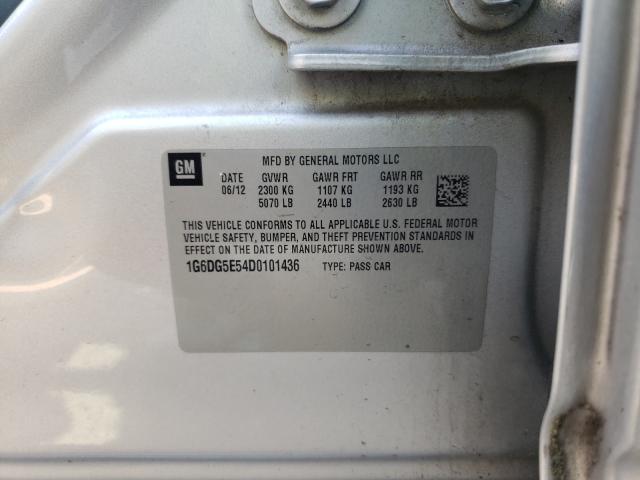 GM
MFD BY GENERAL MOTORS LLC
DATE GVWR GAWR FRT GAWR RR
06/12 2300 KG 1107 KG 1193 KG
5070 LB 2440 LB 2630 LB
THIS VEHICLE CONFORMS TO ALL APPLICABLE U.S. FEDERAL MOTOR
VEHICLE SAFETY, BUMPER, AND THEFT PREVENTION STANDARDS IN
EFFECT ON THE DATE OF MANUFACTURE SHOWN ABOVE.
1G6DG5E54D0101436 TYPE: PASS CAR